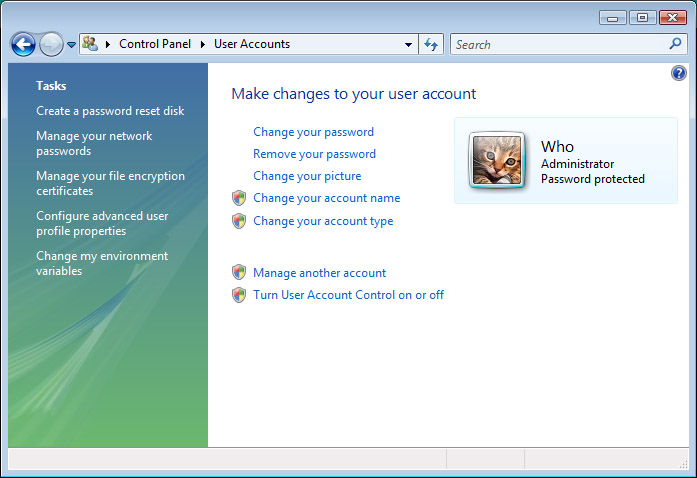 Control Panel
User Accounts
Search
Tasks
Create a password reset disk
Manage your network
passwords
Manage your file encryption
certificates
Configure advanced user
profile properties
Change my environment
variables
?
Make changes to your user account
Change your password
Remove your password
Change your picture
Change your account name
Change your account type
Manage another account
Turn User Account Control on or off
Who
Administrator
Password protected